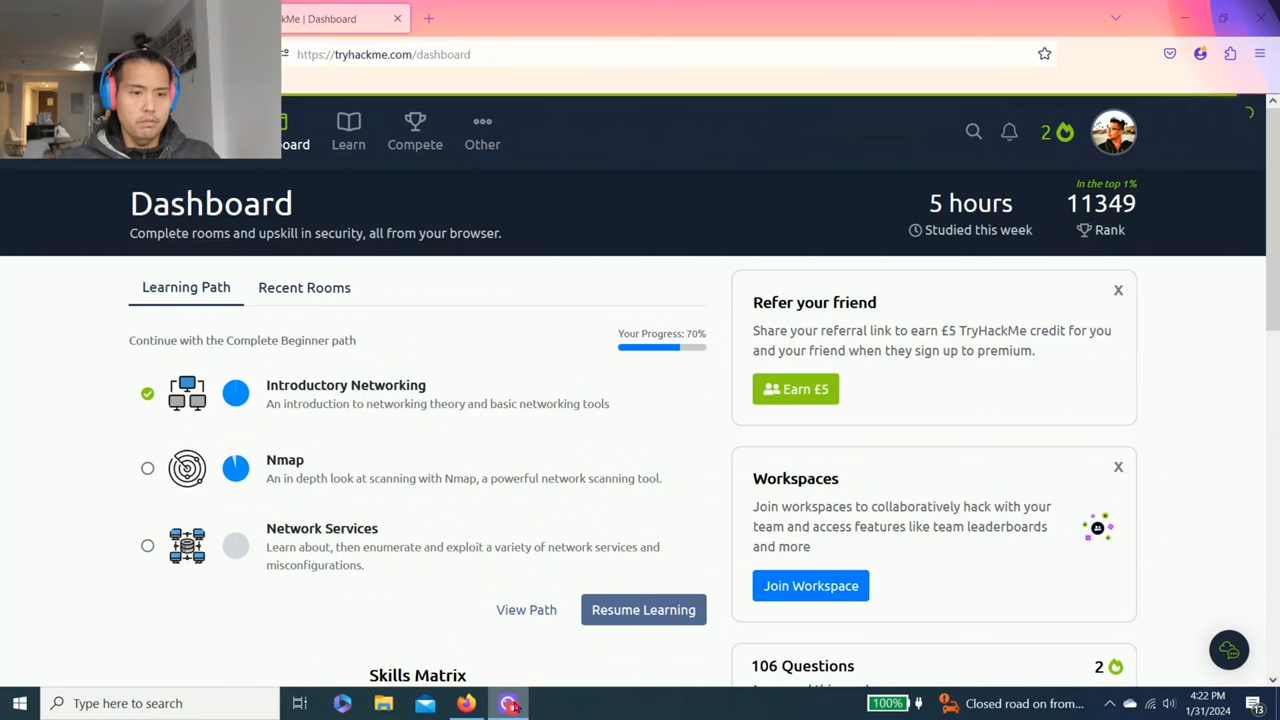 ckMe | Dashboard
https://tryhackme.com/dashboard
board
Learn
Compete
Other
2
Dashboard
Complete rooms and upskill in security, all from your browser.
5 hours
Studied this week
In the top 1%
11349
Rank
Learning Path
Recent Rooms
Continue with the Complete Beginner path
Your Progress: 70%
Introductory Networking
An introduction to networking theory and basic networking tools
Nmap
An in depth look at scanning with Nmap, a powerful network scanning tool.
Network Services
Learn about, then enumerate and exploit a variety of network services and
misconfigurations.
View Path
Resume Learning
Skills Matrix
Refer your friend
X
Share your referral link to earn £5 TryHackMe credit for you
and your friend when they sign up to premium.
Earn £5
Workspaces
X
Join workspaces to collaboratively hack with your
team and access features like team leaderboards
and more
Join Workspace
106 Questions
2
Type here to search
100%
Closed road on from...
4:22 PM
1/31/2024
13